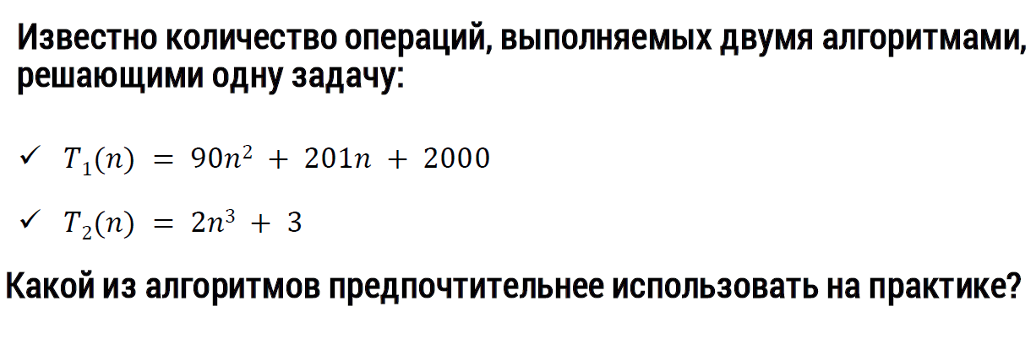 Известно количество операций, выполняемых двумя алгоритмами,
решающими одну задачу:
✓ T₁(n) = 90n² + 201n + 2000
✓ T₂(n) = 2n³ + 3
Какой из алгоритмов предпочтительнее использовать на практике?